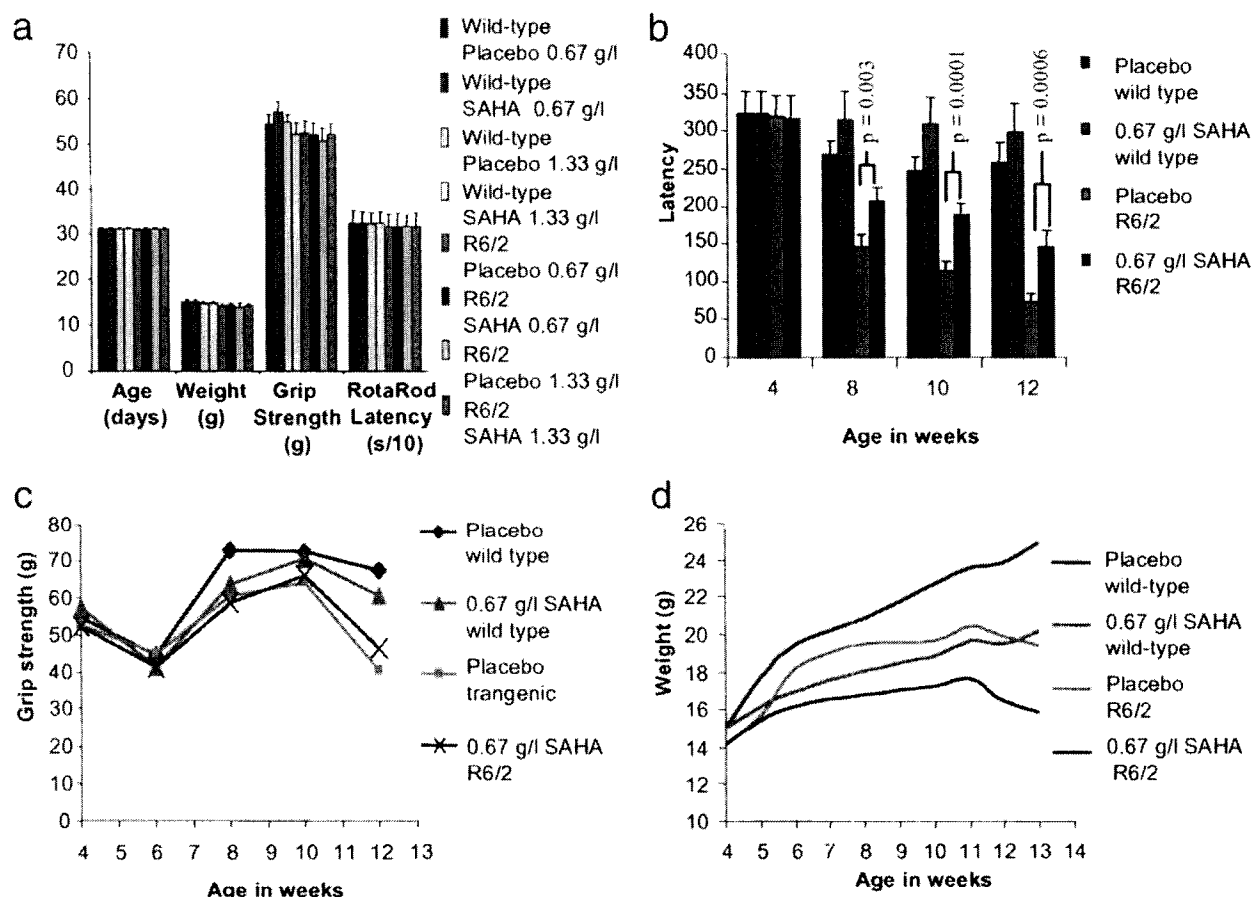 a
70
60
50
40
30
20
10
0
Age
(days)
Weight
(g)
Grip
Strength
(g)
RotaRod
Latency
(s/10)
Wild-type
Placebo 0.67 g/l
Wild-type
SAHA 0.67 g/l
Wild-type
Placebo 1.33 g/l
Wild-type
SAHA 1.33 g/l
R6/2
Placebo 0.67 g/l
R6/2
SAHA 0.67 g/l
R6/2
Placebo 1.33 g/l
R6/2
SAHA 1.33 g/l
b
Latency
400
350
300
250
200
150
100
50
0
p = 0.003
p = 0.0001
p = 0.0006
4
8
10
12
Age in weeks
Placebo
wild type
0.67 g/l SAHA
wild type
Placebo
R6/2
0.67 g/l SAHA
R6/2
c
Grip strength (g)
80
70
60
50
40
30
20
10
0
4 5 6 7 8 9 10 11 12 13
Age in weeks
Placebo
wild type
0.67 g/l SAHA
wild type
Placebo
trangenic
0.67 g/l SAHA
R6/2
d
Weight (g)
26
24
22
20
18
16
14
12
10
4 5 6 7 8 9 10 11 12 13 14
Age in weeks
Placebo
wild-type
0.67 g/l SAHA
wild-type
Placebo
R6/2
0.67 g/l SAHA
R6/2